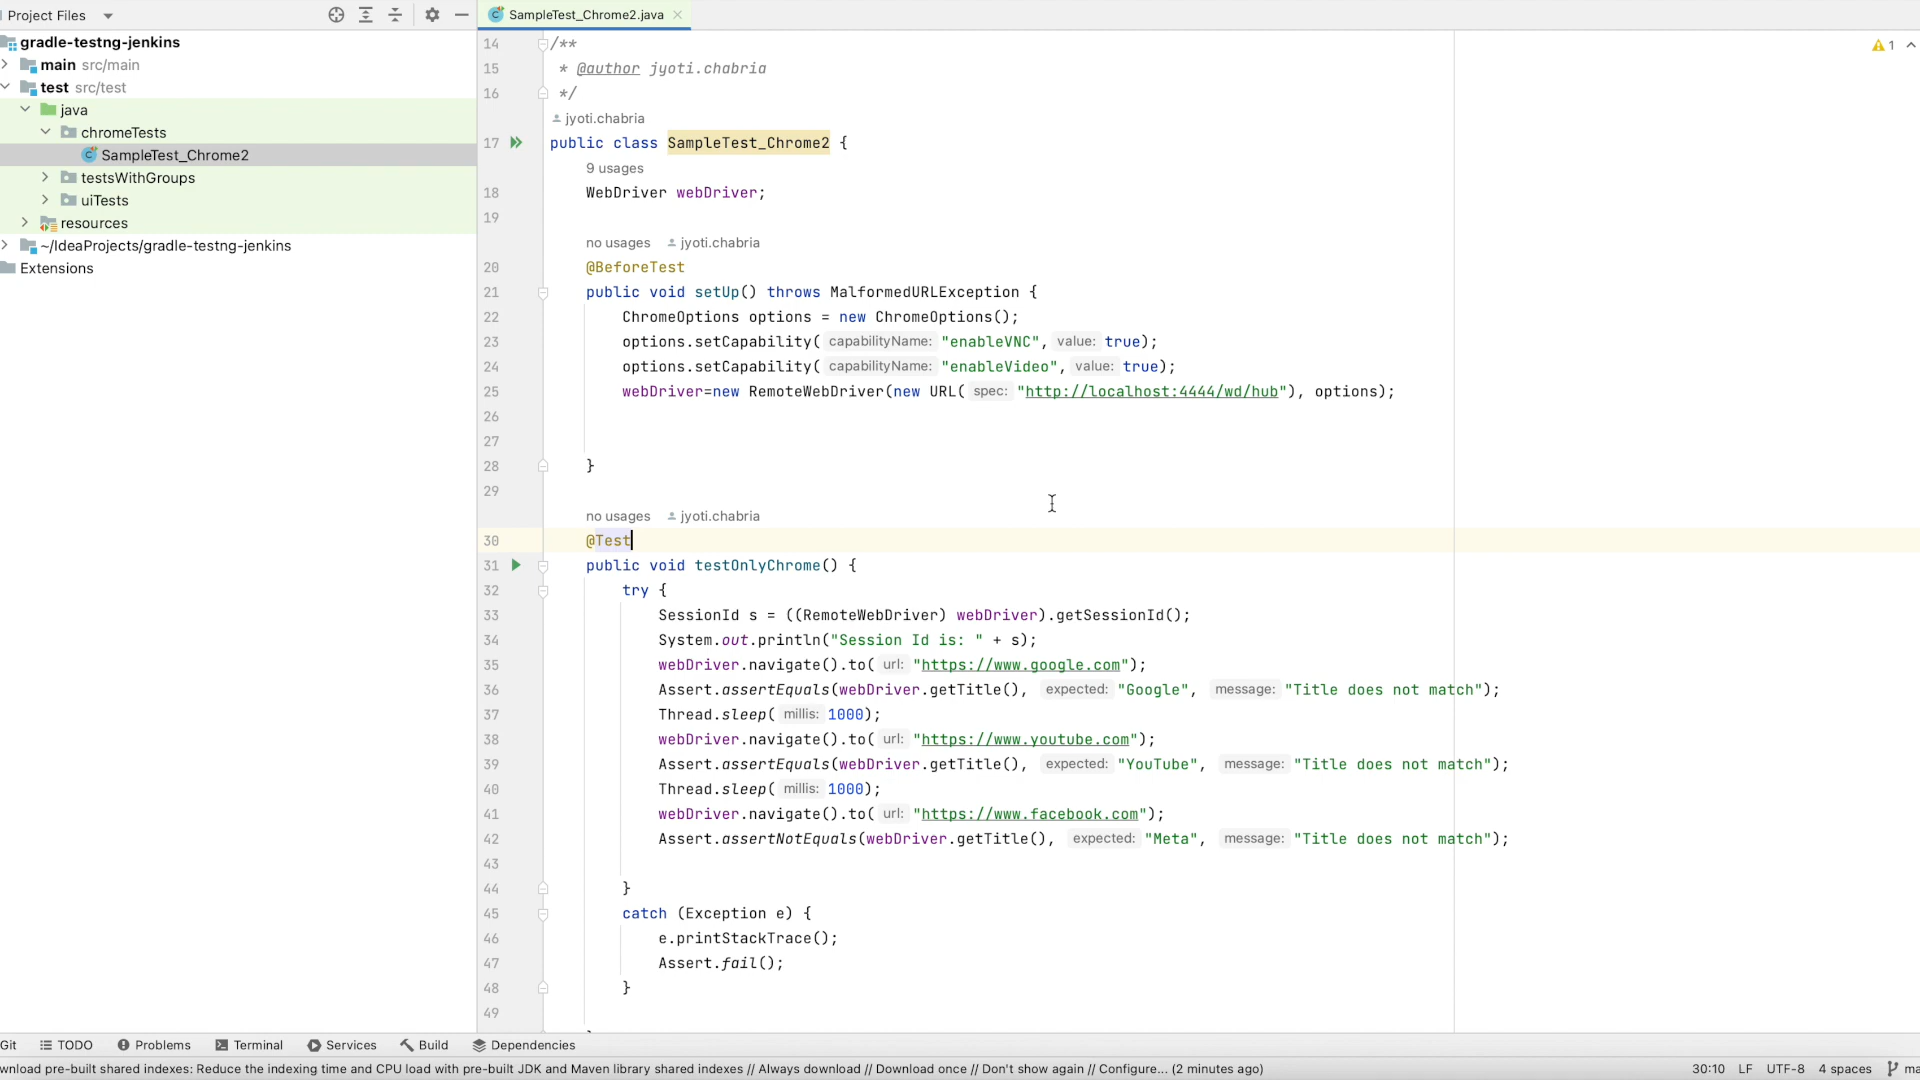 Project Files
SampleTest_Chrome2.java
gradle-testng-jenkins
main src/main
test src/test
java
chromeTests
SampleTest_Chrome2
testsWithGroups
uiTests
resources
~/IdeaProjects/gradle-testng-jenkins
Extensions
1
14 /**
15 * @author jyoti.chabria
16 */
jyoti.chabria
17 public class SampleTest_Chrome2 {
9 usages
18 WebDriver webDriver;
19
no usages jyoti.chabria
20 @BeforeTest
21 public void setUp() throws MalformedURLException {
22 ChromeOptions options = new ChromeOptions();
23 options.setCapability( capabilityName: "enableVNC", value: true);
24 options.setCapability( capabilityName: "enableVideo", value: true);
25 webDriver=new RemoteWebDriver(new URL( spec: "http://localhost:4444/wd/hub"), options);
26
27
28 }
29
no usages jyoti.chabria
30 @Test
31 public void testOnlyChrome() {
32 try {
33 SessionId s = ((RemoteWebDriver) webDriver).getSessionId();
34 System.out.println("Session Id is: " + s);
35 webDriver.navigate().to( url: "https://www.google.com");
36 Assert.assertEquals(webDriver.getTitle(), expected: "Google", message: "Title does not match");
37 Thread.sleep( millis: 1000);
38 webDriver.navigate().to( url: "https://www.youtube.com");
39 Assert.assertEquals(webDriver.getTitle(), expected: "YouTube", message: "Title does not match");
40 Thread.sleep( millis: 1000);
41 webDriver.navigate().to( url: "https://www.facebook.com");
42 Assert.assertNotEquals(webDriver.getTitle(), expected: "Meta", message: "Title does not match");
43
44 }
45 catch (Exception e) {
46 e.printStackTrace();
47 Assert.fail();
48 }
49
Git TODO Problems Terminal Services Build Dependencies
wnload pre-built shared indexes: Reduce the indexing time and CPU load with pre-built JDK and Maven library shared indexes // Always download // Download once // Don't show again // Configure... (2 minutes ago) 30:10 LF UTF-8 4 spaces ma